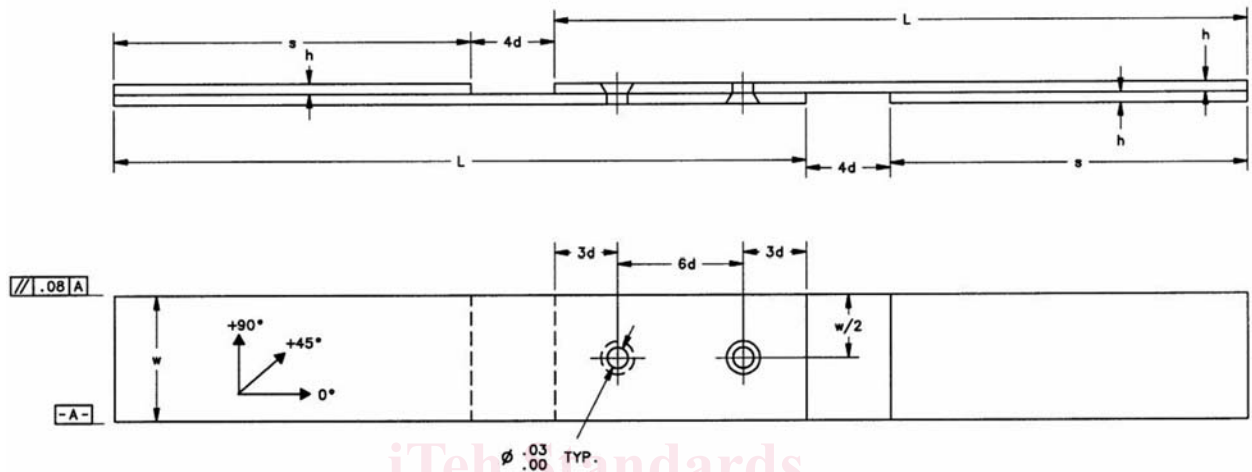 L
s
4d
h
h
L
4d
h
s
3d
6d
3d
// .08 A
w/2
+90°
+45°
w
0°
-A-
iTeh Standards
Ø .03 TYP.
.00